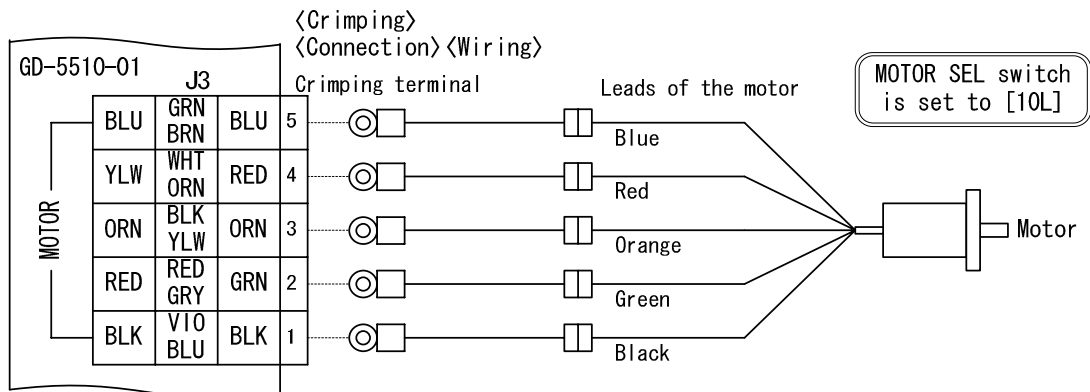 〈Crimping〉
〈Connection〉〈Wiring〉
GD-5510-01
J3
Crimping terminal
Leads of the motor
MOTOR SEL switch
is set to [10L]
MOTOR
BLU GRN BRN BLU 5
Blue
YLW WHT ORN RED 4
Red
ORN BLK YLW ORN 3
Orange
Motor
RED RED GRY GRN 2
Green
BLK VIO BLU BLK 1
Black